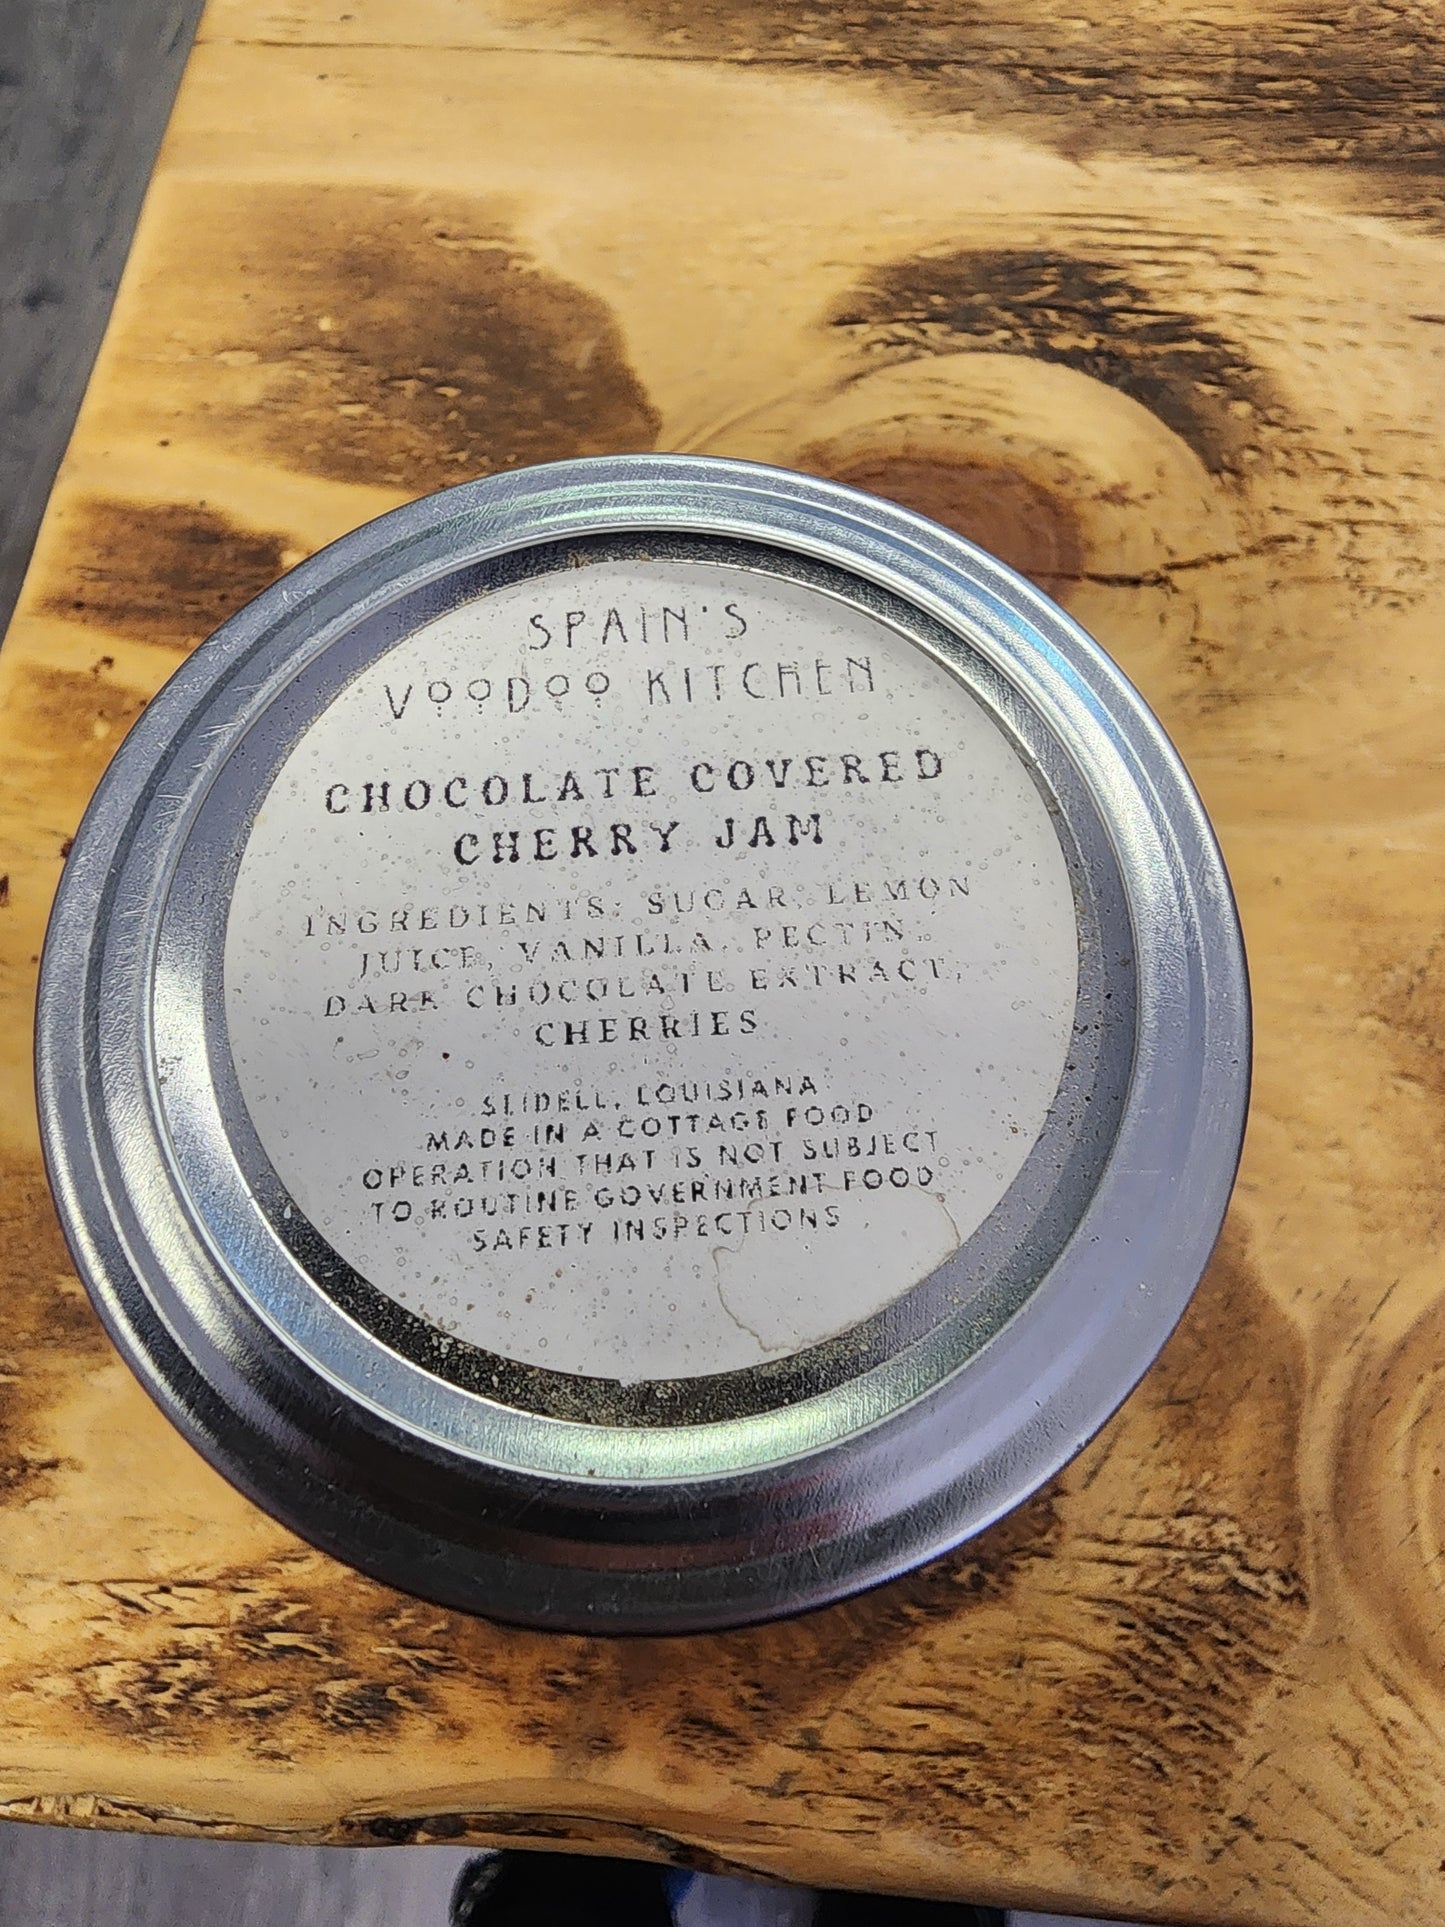 SPAIN'S
VOODOO KITCHEN
CHOCOLATE COVERED
CHERRY JAM
INGREDIENTS: SUGAR, LEMON
JUICE, VANILLA, PECTIN,
DARK CHOCOLATE EXTRACT,
CHERRIES
SLIDELL, LOUISIANA
MADE IN A COTTAGE FOOD
OPERATION THAT IS NOT SUBJECT
TO ROUTINE GOVERNMENT FOOD
SAFETY INSPECTIONS